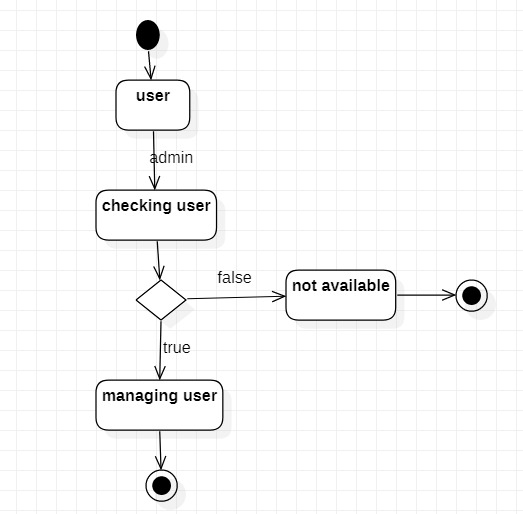 user
admin
checking user
false
not available
true
managing user